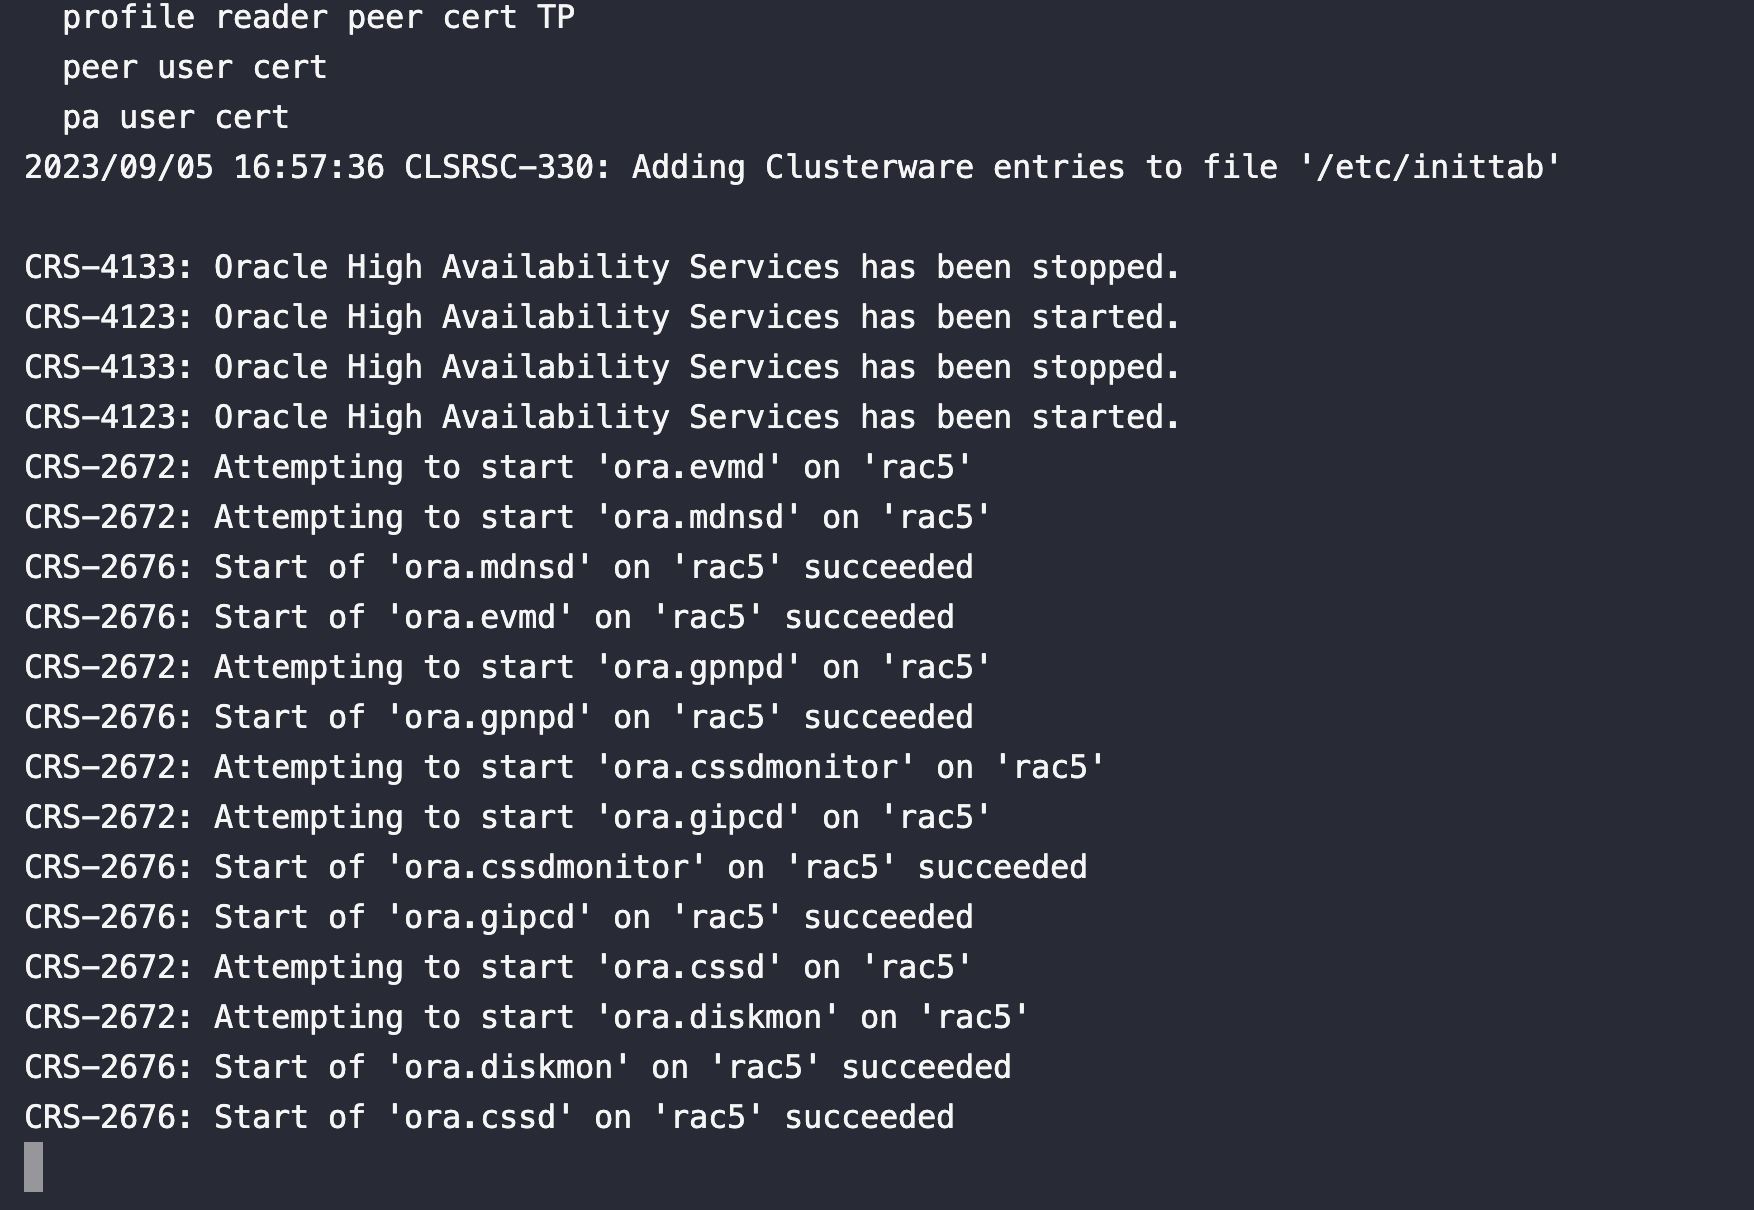 profile reader peer cert TP
peer user cert
pa user cert
2023/09/05 16:57:36 CLSRSC-330: Adding Clusterware entries to file '/etc/inittab'
CRS-4133: Oracle High Availability Services has been stopped.
CRS-4123: Oracle High Availability Services has been started.
CRS-4133: Oracle High Availability Services has been stopped.
CRS-4123: Oracle High Availability Services has been started.
CRS-2672: Attempting to start 'ora.evmd' on 'rac5'
CRS-2672: Attempting to start 'ora.mdnsd' on 'rac5'
CRS-2676: Start of 'ora.mdnsd' on 'rac5' succeeded
CRS-2676: Start of 'ora.evmd' on 'rac5' succeeded
CRS-2672: Attempting to start 'ora.gpnpd' on 'rac5'
CRS-2676: Start of 'ora.gpnpd' on 'rac5' succeeded
CRS-2672: Attempting to start 'ora.cssdmonitor' on 'rac5'
CRS-2672: Attempting to start 'ora.gipcd' on 'rac5'
CRS-2676: Start of 'ora.cssdmonitor' on 'rac5' succeeded
CRS-2676: Start of 'ora.gipcd' on 'rac5' succeeded
CRS-2672: Attempting to start 'ora.cssd' on 'rac5'
CRS-2672: Attempting to start 'ora.diskmon' on 'rac5'
CRS-2676: Start of 'ora.diskmon' on 'rac5' succeeded
CRS-2676: Start of 'ora.cssd' on 'rac5' succeeded